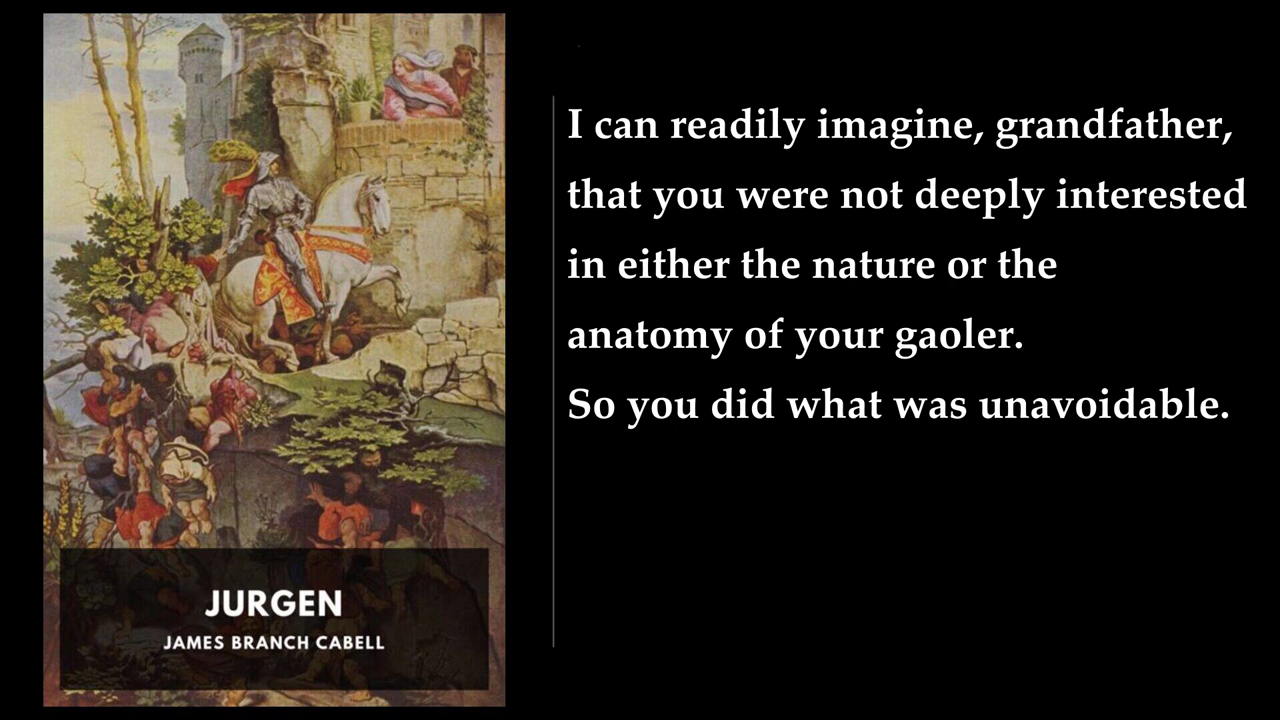 I can readily imagine, grandfather,
that you were not deeply interested
in either the nature or the
anatomy of your gaoler.
So you did what was unavoidable.
JURGEN
JAMES BRANCH CABELL